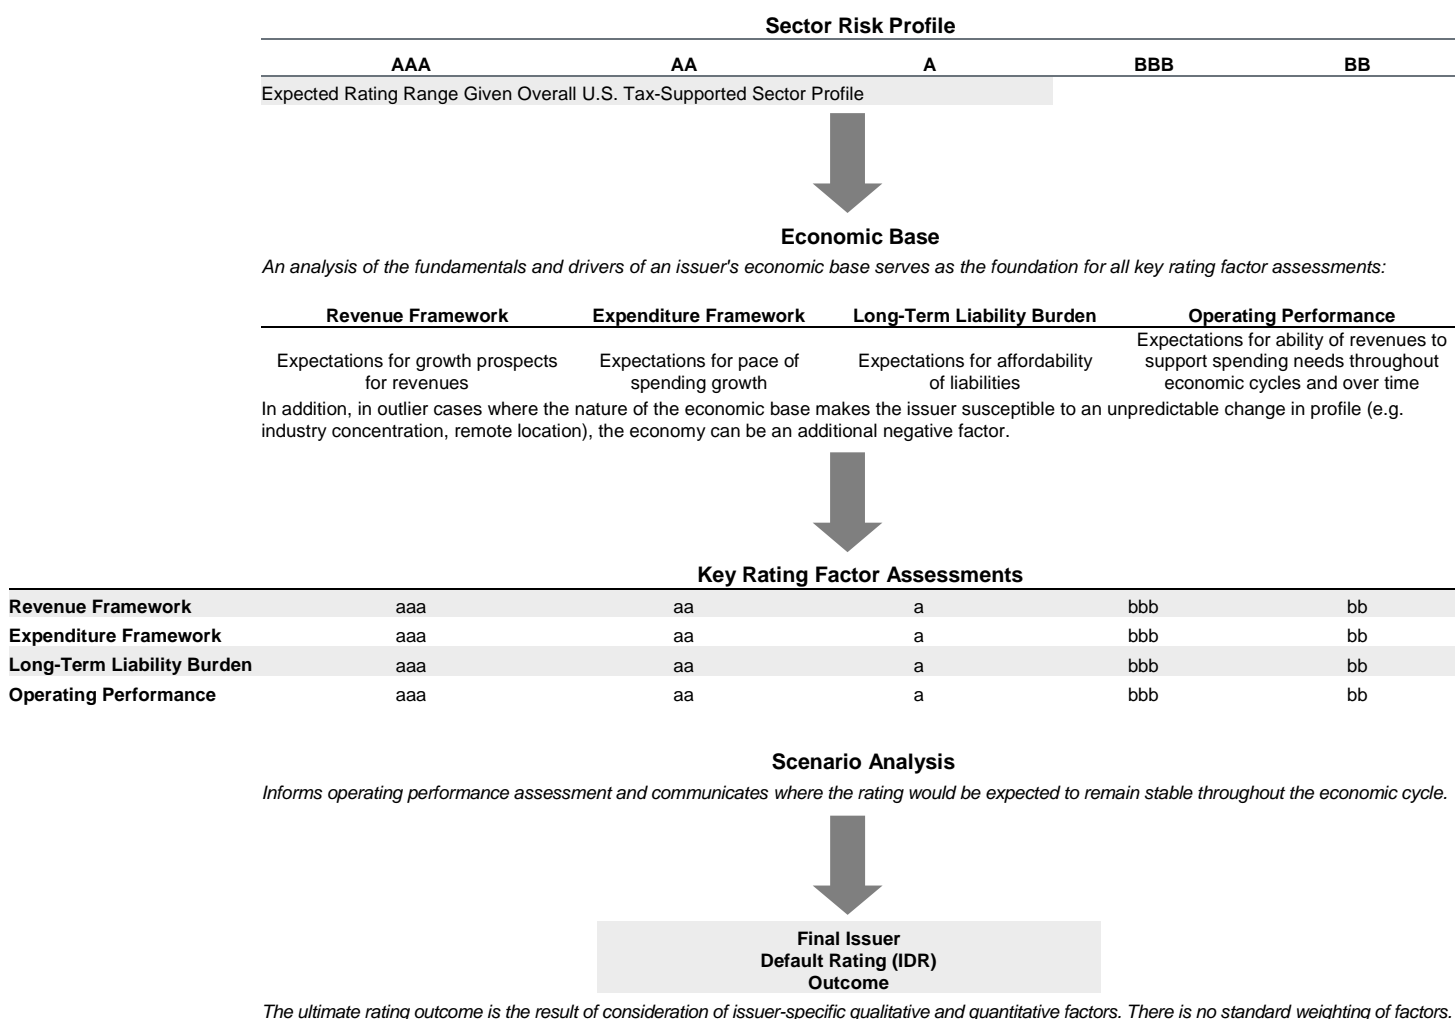 Sector Risk Profile
AAA AA A BBB BB
Expected Rating Range Given Overall U.S. Tax-Supported Sector Profile
Economic Base
An analysis of the fundamentals and drivers of an issuer's economic base serves as the foundation for all key rating factor assessments:
Revenue Framework Expenditure Framework Long-Term Liability Burden Operating Performance
Expectations for growth prospects
for revenues
Expectations for pace of
spending growth
Expectations for affordability
of liabilities
Expectations for ability of revenues to
support spending needs throughout
economic cycles and over time
In addition, in outlier cases where the nature of the economic base makes the issuer susceptible to an unpredictable change in profile (e.g.
industry concentration, remote location), the economy can be an additional negative factor.
Key Rating Factor Assessments
Revenue Framework aaa aa a bbb bb
Expenditure Framework aaa aa a bbb bb
Long-Term Liability Burden aaa aa a bbb bb
Operating Performance aaa aa a bbb bb
Scenario Analysis
Informs operating performance assessment and communicates where the rating would be expected to remain stable throughout the economic cycle.
Final Issuer
Default Rating (IDR)
Outcome
The ultimate rating outcome is the result of consideration of issuer-specific qualitative and quantitative factors. There is no standard weighting of factors.